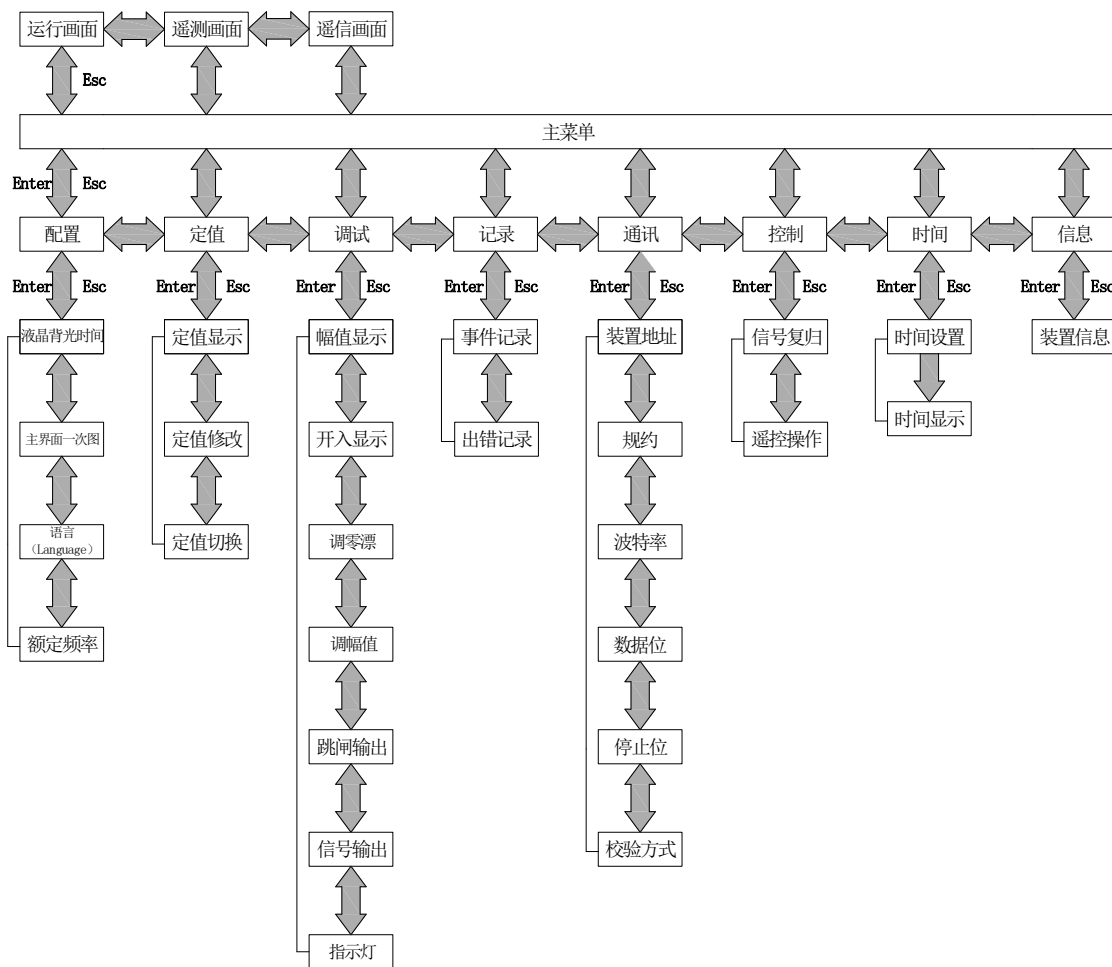 运行画面
遥测画面
遥信画面
Esc
主菜单
Enter
Esc
配置
定值
调试
记录
通讯
控制
时间
信息
Enter Esc
Enter Esc
Enter Esc
Enter Esc
Enter Esc
Enter Esc
Enter Esc
Enter Esc
液晶背光时间
定值显示
幅值显示
事件记录
装置地址
信号复归
时间设置
装置信息
时间显示
主界面一次图
定值修改
开入显示
出错记录
规约
遥控操作
语言
（Language）
定值切换
调零漂
波特率
额定频率
调幅值
数据位
跳闸输出
停止位
信号输出
校验方式
指示灯